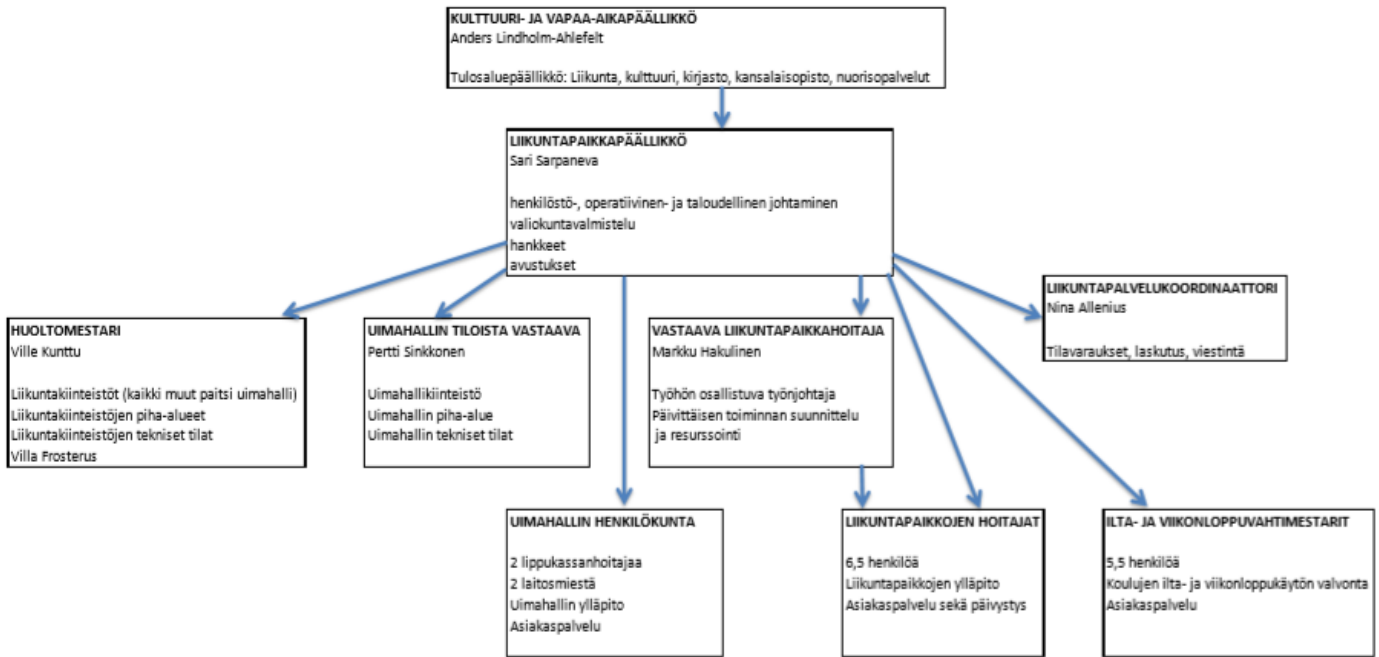 KULTTUURI- JA VAPAA-AIKAPÄÄLLIKKÖ
Anders Lindholm-Ahlefelt
Tulosaluepäällikkö: Liikunta, kulttuuri, kirjasto, kansalaisopisto, nuorisopalvelut
LIIKUNTAPAIKKAPÄÄLLIKKÖ
Sari Sarpaneva
henkilöstö-, operatiivinen- ja taloudellinen johtaminen
valiokuntavalmistelu
hankkeet
avustukset
HUOLTOMESTARI
Ville Kunttu
Liikuntakiinteistöt (kaikki muut paitsi uimahalli)
Liikuntakiinteistöjen piha-alueet
Liikuntakiinteistöjen tekniset tilat
Villa Frosterus
UIMAHALLIN TILOISTA VASTAAVA
Pertti Sinkkonen
Uimahallikiinteistö
Uimahallin piha-alue
Uimahallin tekniset tilat
VASTAAVA LIIKUNTAPAIKKAHOITAJA
Markku Hakulinen
Työhön osallistuva työnjohtaja
Päivittäisen toiminnan suunnittelu
ja resurssointi
LIIKUNTAPALVELUKOORDINAATTORI
Nina Allenius
Tilavaraukset, laskutus, viestintä
UIMAHALLIN HENKILÖKUNTA
2 lippukassanhoitajaa
2 laitosmiestä
Uimahallin ylläpito
Asiakaspalvelu
LIIKUNTAPAIKKOJEN HOITAJAT
6,5 henkilöä
Liikuntapaikkojen ylläpito
Asiakaspalvelu sekä päivystys
ILTA- JA VIIKONLOPPUVAHTIMESTARIT
5,5 henkilöä
Koulujen ilta- ja viikonloppukäytön valvonta
Asiakaspalvelu